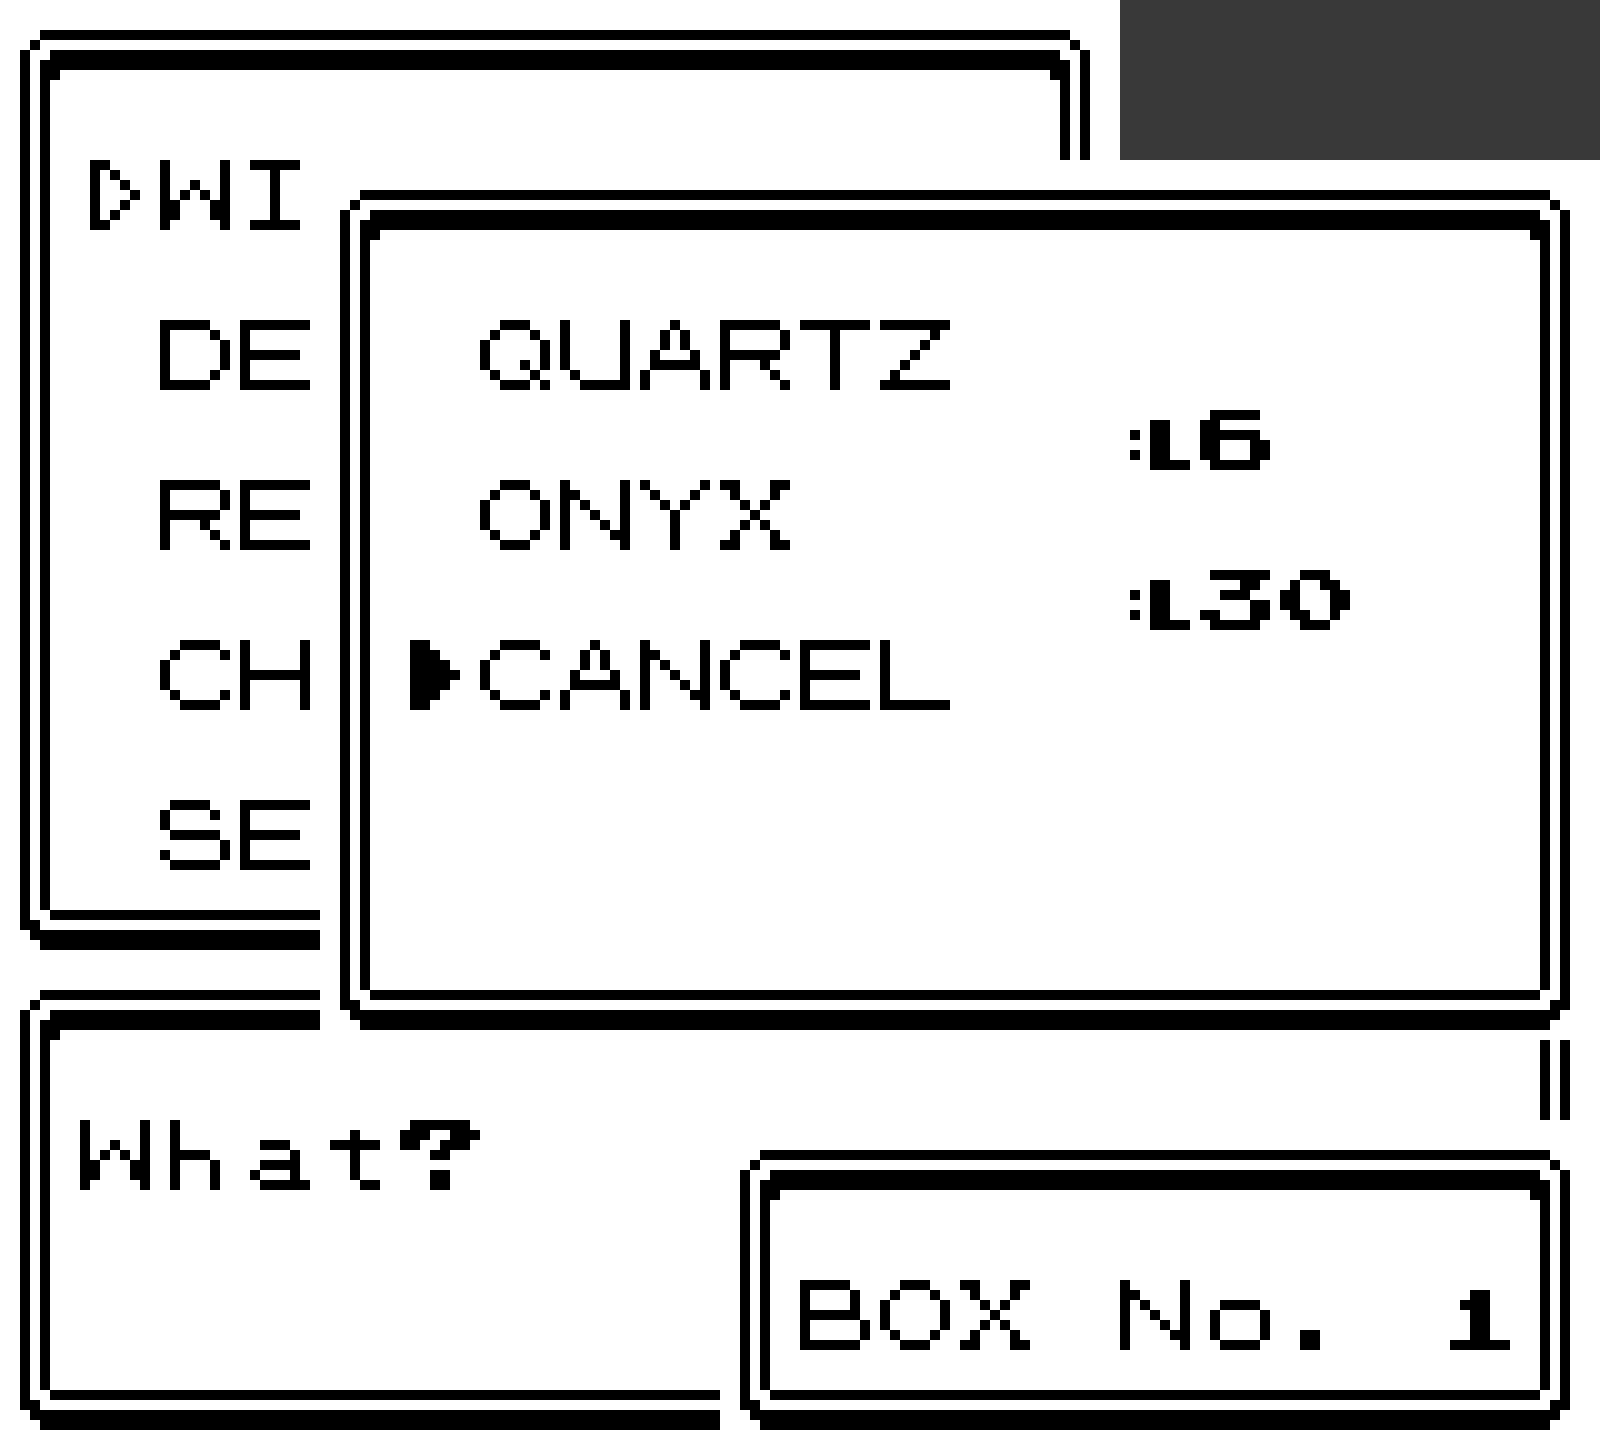 ▷WI
DE
RE
CH
SE
QUARTZ
:L6
ONYX
:L30
▶CANCEL
What?
BOX No. 1